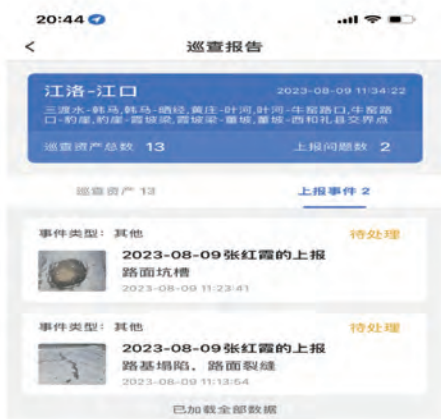 20:44
巡查报告
江洛-江口
2023-08-09 11:34:22
三渡水-韩马,韩马-晒经,黄庄-叶河,叶河-牛窑路口,牛窑路
口-豹崖,豹崖-霞坡梁,霞坡梁-董坡,董坡-西和礼县交界点
巡查资产总数 13
上报问题数 2
巡查资产 13
上报事件 2
事件类型：其他
待处理
2023-08-09张红霞的上报
路面坑槽
2023-08-09 11:23:41
事件类型：其他
待处理
2023-08-09张红霞的上报
路基塌陷，路面裂缝
2023-08-09 11:13:54
已加载全部数据